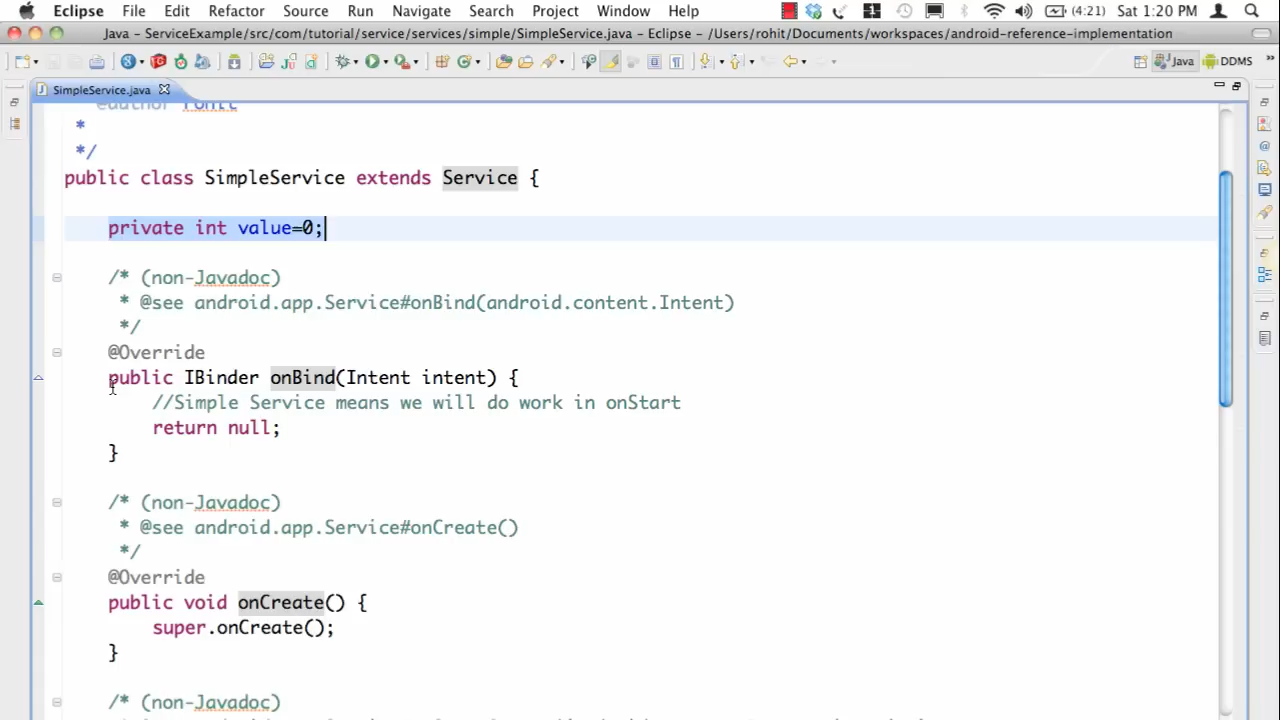 Eclipse File Edit Refactor Source Run Navigate Search Project Window Help (4:21) Sat 1:20 PM
Java – ServiceExample/src/com/tutorial/service/services/simple/SimpleService.java – Eclipse – /Users/rohit/Documents/workspaces/android-reference-implementation
Java DDMS
SimpleService.java
@author rohit
*
*/
public class SimpleService extends Service {
private int value=0;
/* (non-Javadoc)
* @see android.app.Service#onBind(android.content.Intent)
*/
@Override
public IBinder onBind(Intent intent) {
//Simple Service means we will do work in onStart
return null;
}
/* (non-Javadoc)
* @see android.app.Service#onCreate()
*/
@Override
public void onCreate() {
super.onCreate();
}
/* (non-Javadoc)